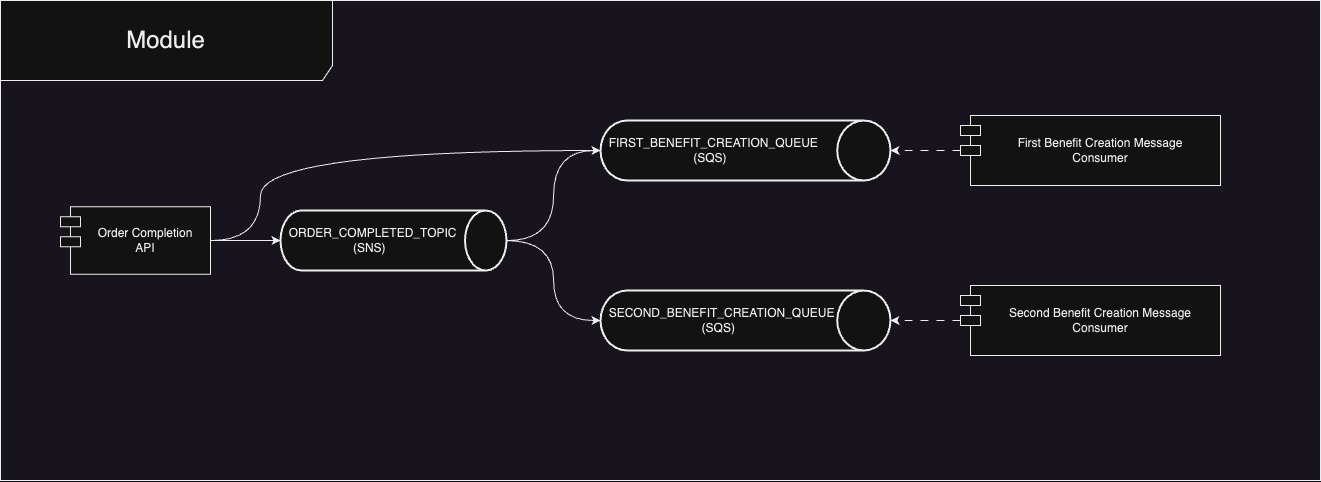 Module
FIRST_BENEFIT_CREATION_QUEUE
(SQS)
First Benefit Creation Message
Consumer
Order Completion
API
ORDER_COMPLETED_TOPIC
(SNS)
SECOND_BENEFIT_CREATION_QUEUE
(SQS)
Second Benefit Creation Message
Consumer